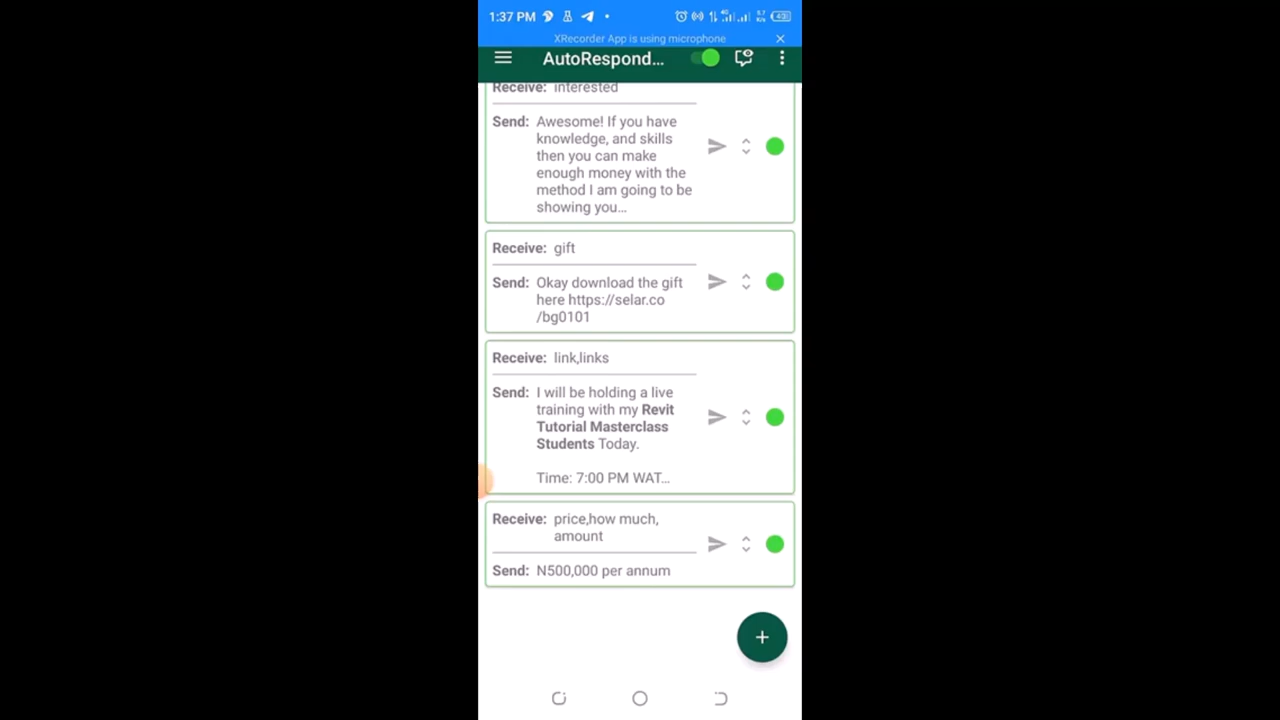 1:37 PM
XRecorder App is using microphone
AutoRespond...
Receive: interested
Send: Awesome! If you have
knowledge, and skills
then you can make
enough money with the
method I am going to be
showing you...
Receive: gift
Send: Okay download the gift
here https://selar.co
/bg0101
Receive: link,links
Send: I will be holding a live
training with my Revit
Tutorial Masterclass
Students Today.
Time: 7:00 PM WAT...
Receive: price,how much,
amount
Send: N500,000 per annum